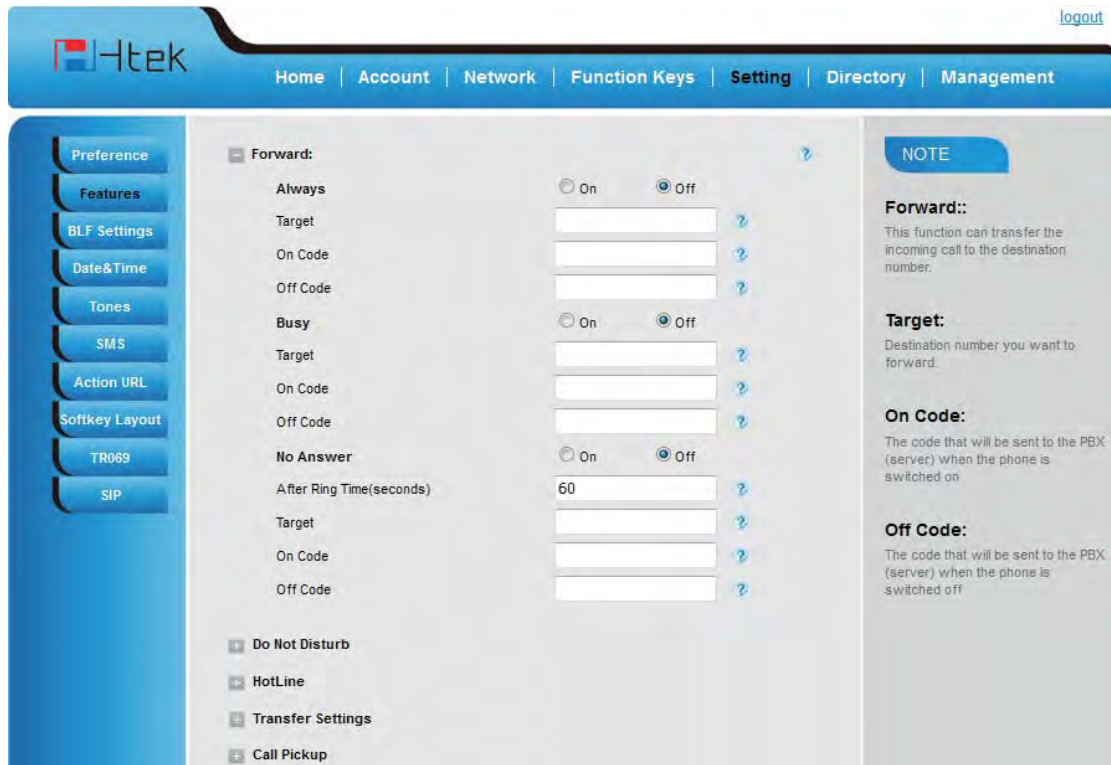 logout
Htek
Home | Account | Network | Function Keys | Setting | Directory | Management
Preference
Features
BLF Settings
Date&Time
Tones
SMS
Action URL
Softkey Layout
TR069
SIP
Forward: ?
Always On Off
Target ?
On Code ?
Off Code ?
Busy On Off
Target ?
On Code ?
Off Code ?
No Answer On Off
After Ring Time(seconds) 60 ?
Target ?
On Code ?
Off Code ?
Do Not Disturb
HotLine
Transfer Settings
Call Pickup
NOTE
Forward::
This function can transfer the
incoming call to the destination
number.
Target:
Destination number you want to
forward.
On Code:
The code that will be sent to the PBX
(server) when the phone is
switched on
Off Code:
The code that will be sent to the PBX
(server) when the phone is
switched off